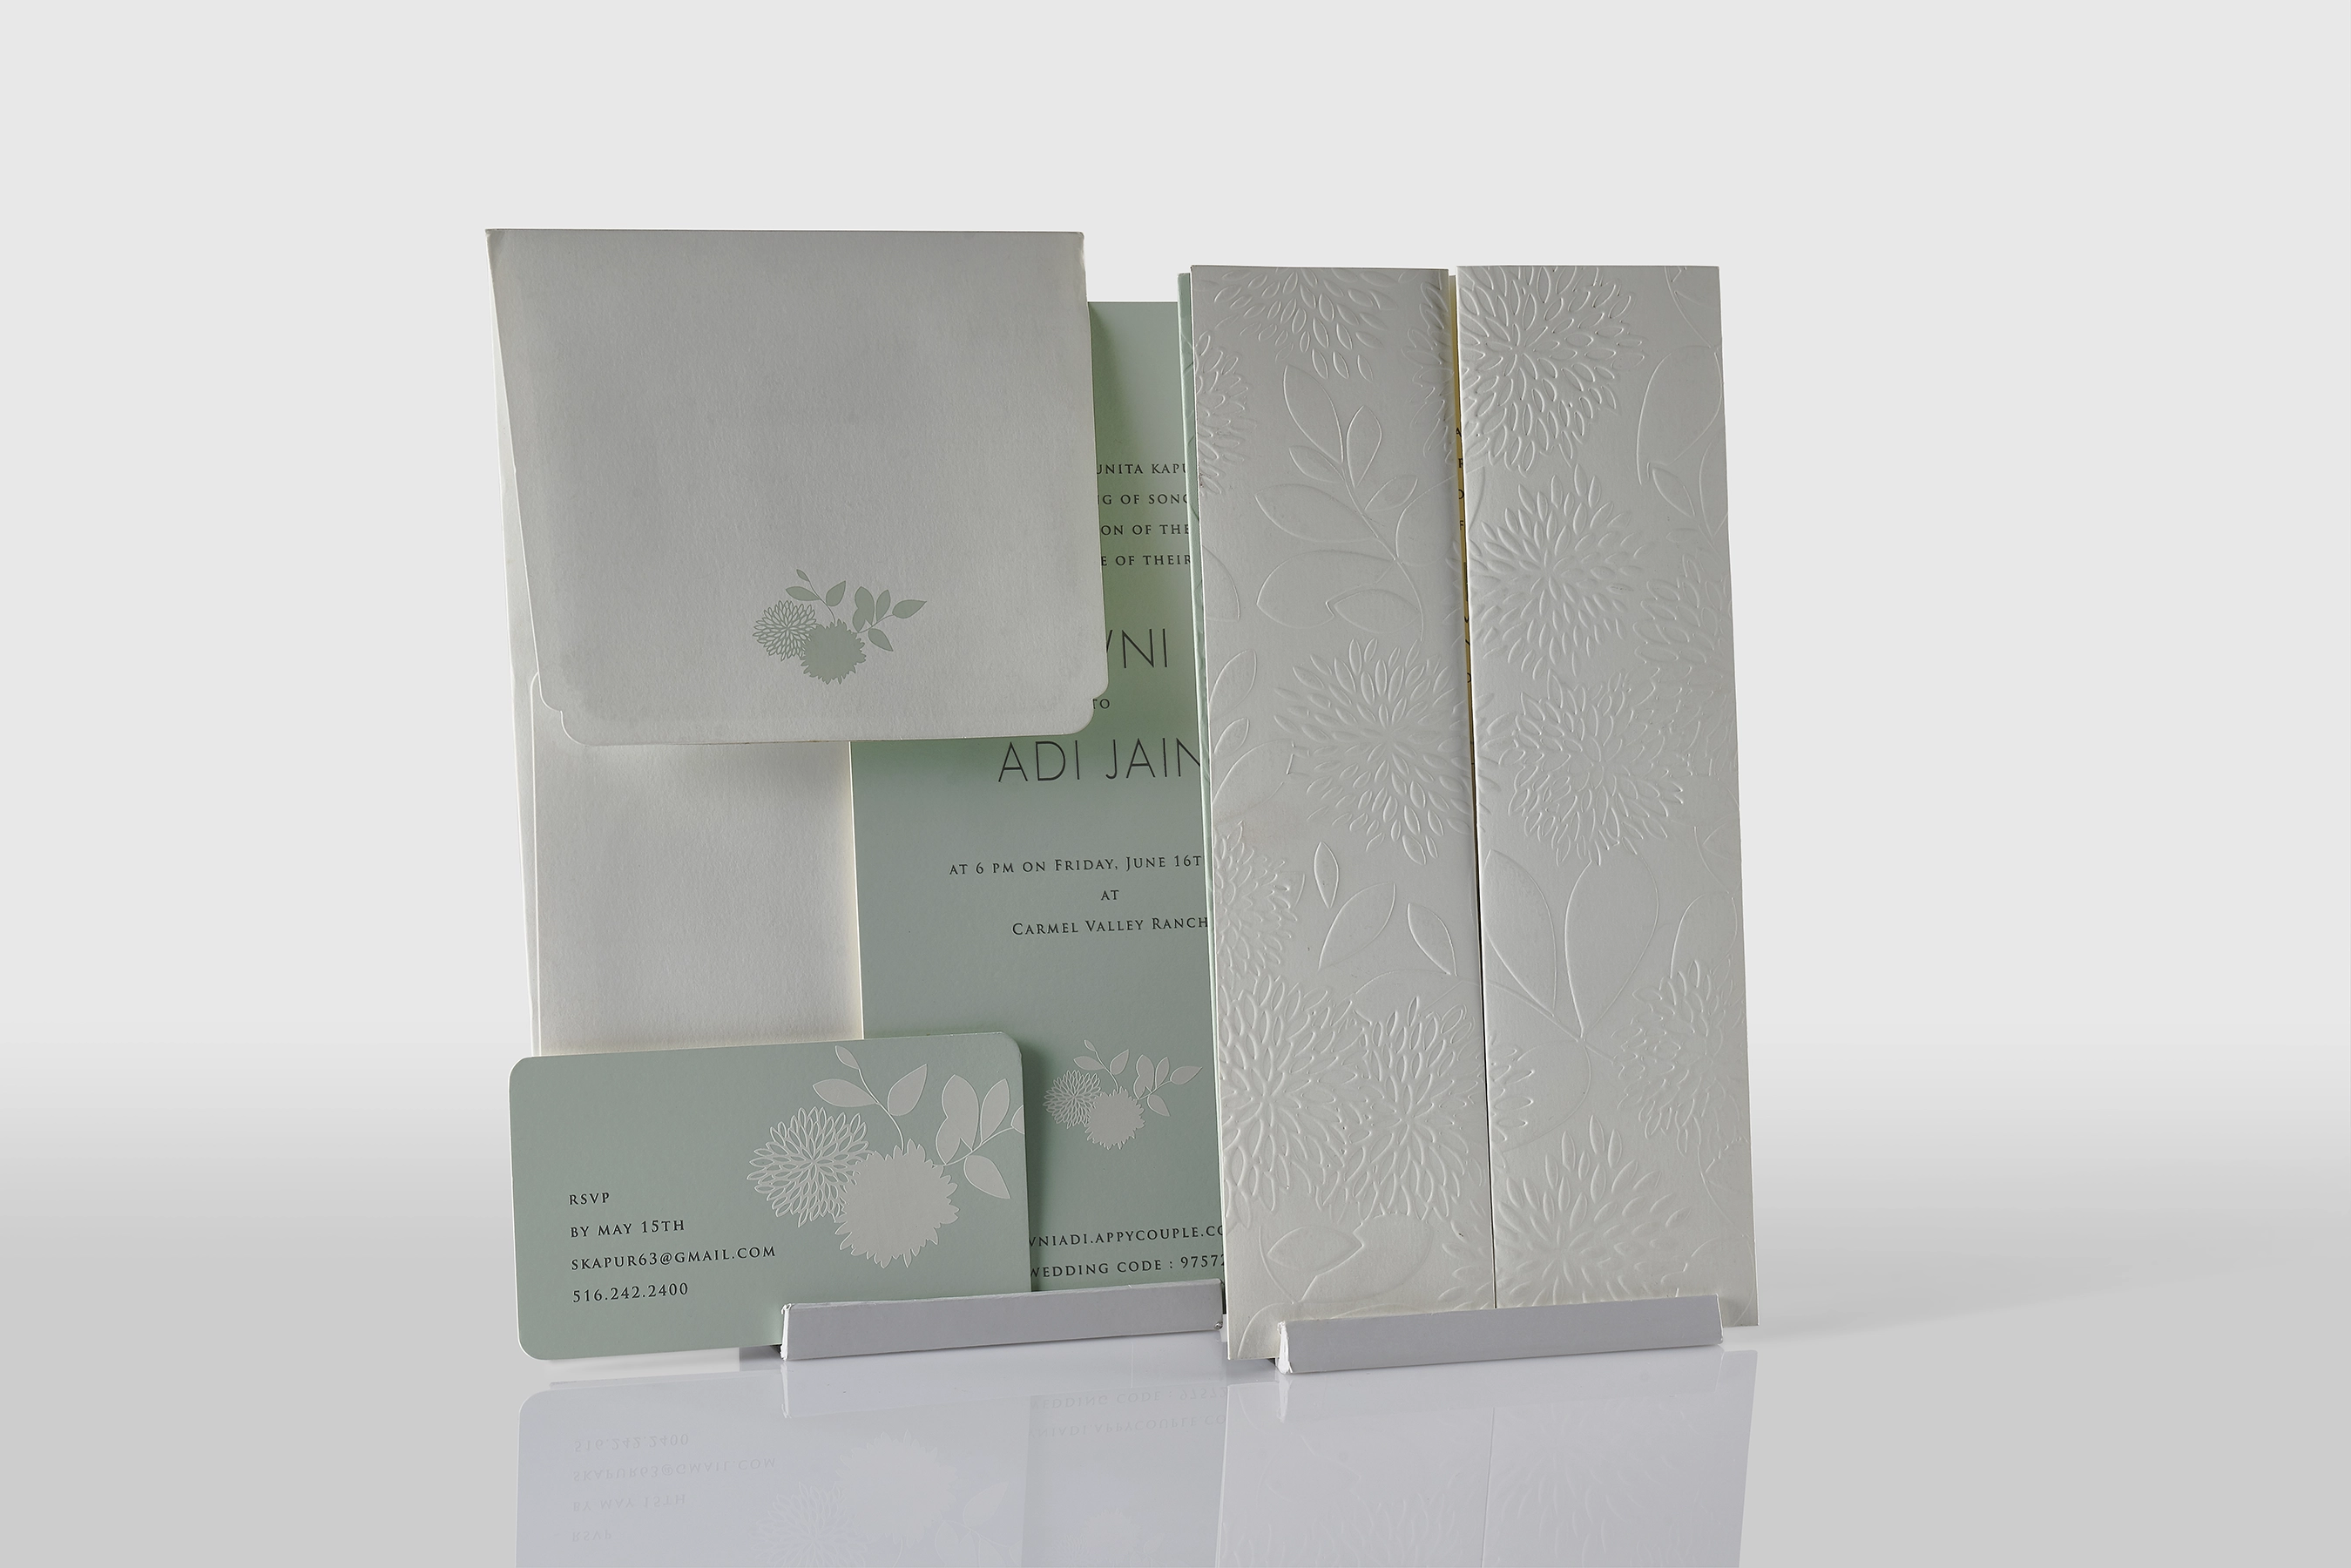 UNITA KAPU
NG OF SONG
ON OF THE
E OF THEIR
VNI
TO
ADI JAIN
AT 6 PM ON FRIDAY, JUNE 16T
AT
CARMEL VALLEY RANCH
VNIADI.APPYCOUPLE.CO
WEDDING CODE : 97572
RSVP
BY MAY 15TH
SKAPUR63@GMAIL.COM
516.242.2400